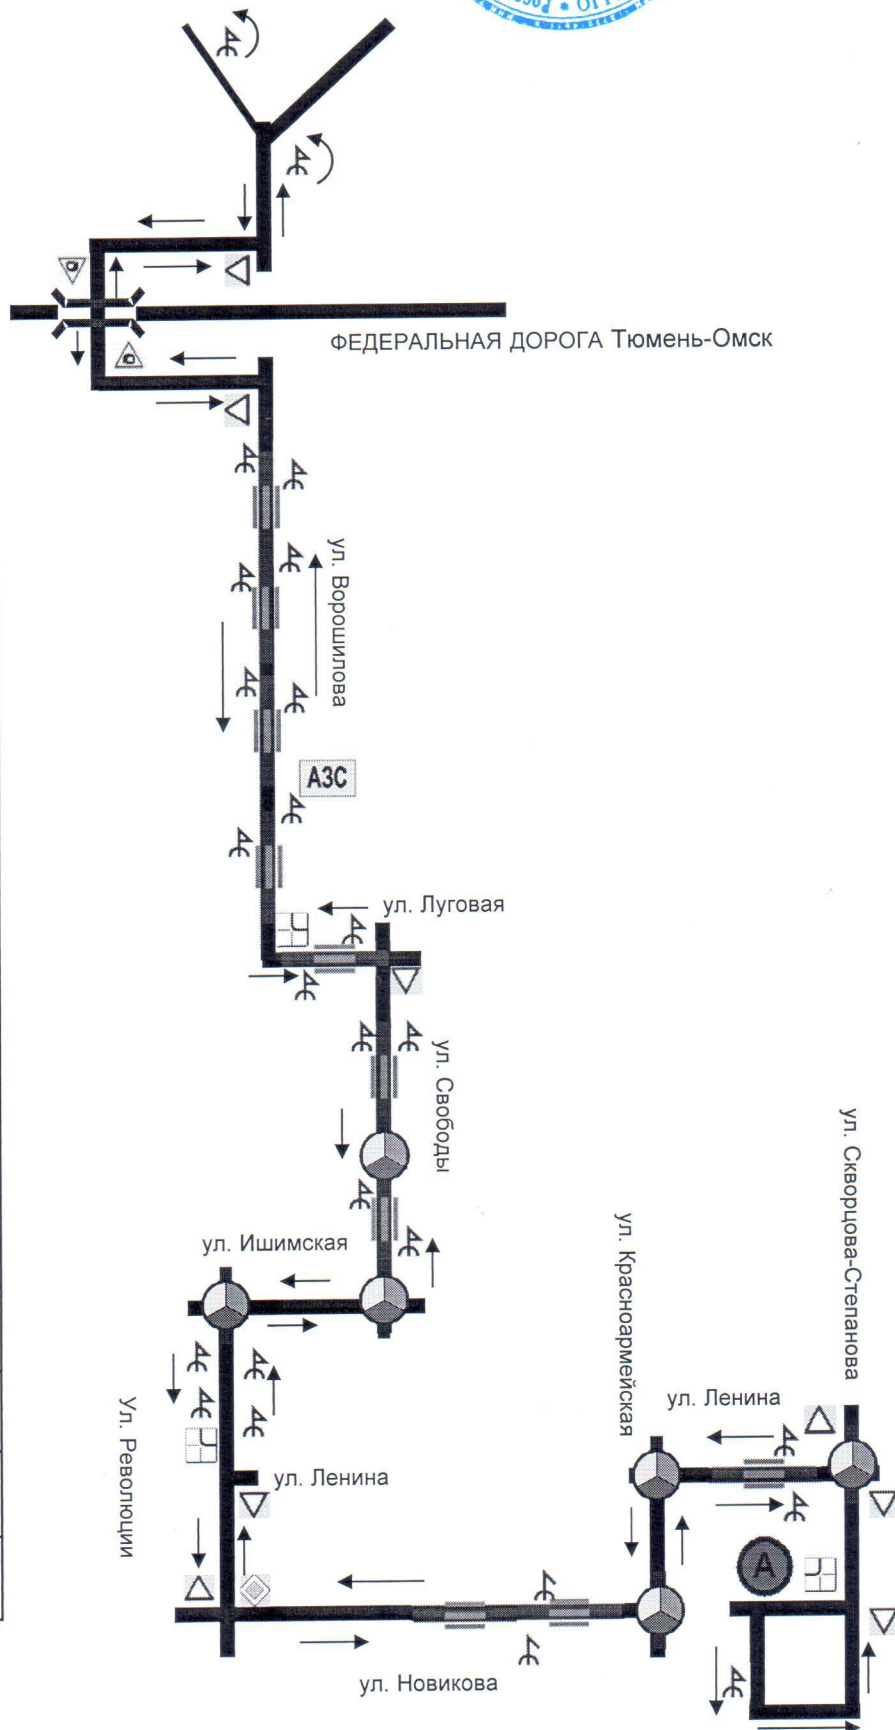 ФЕДЕРАЛЬНАЯ ДОРОГА Тюмень-Омск
ул. Ворошилова
АЗС
ул. Луговая
ул. Свободы
ул. Скворцова-Степанова
ул. Красноармейская
ул. Ишимская
ул. Ленина
Ул. Революции
ул. Ленина
А
ул. Новикова